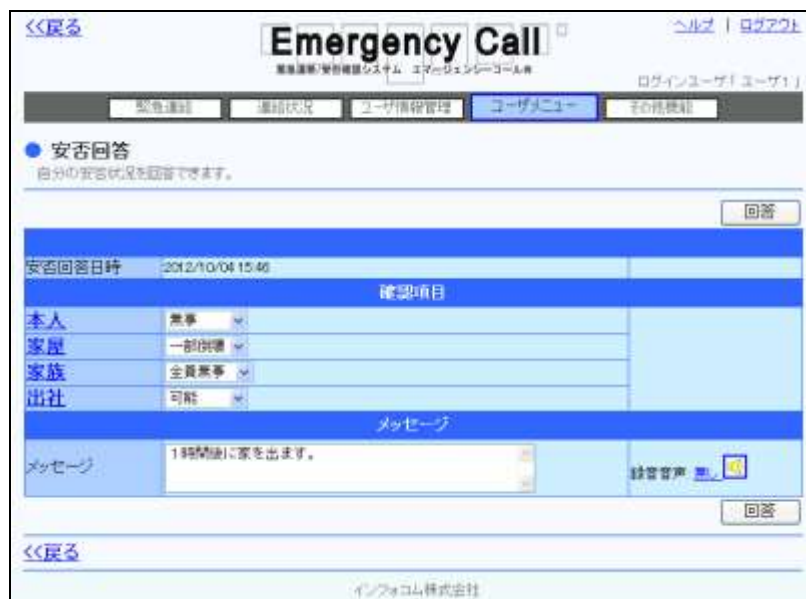 <<戻る
Emergency Call
ヘルプ | ログアウト
緊急連絡/安否確認システム エマージェンシーコール®
ログインユーザ「ユーザ1」
緊急連絡 連絡状況 ユーザ情報管理 ユーザメニュー その他機能
安否回答
自分の安否状況を回答できます。
回答
安否回答日時 2012/10/04 15:46
確認項目
本人 無事
家屋 一部倒壊
家族 全員無事
出社 可能
メッセージ
メッセージ 1時間後に家を出ます。 録音音声 無し
回答
<<戻る
インフォコム株式会社